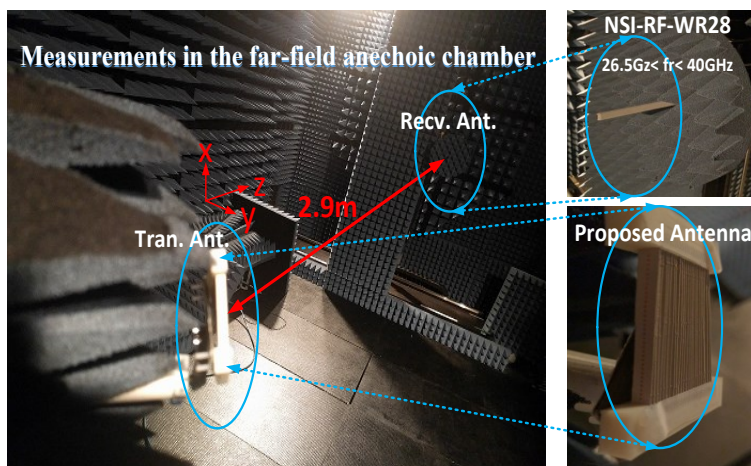 Measurements in the far-field anechoic chamber
NSI-RF-WR28
26.5Gz< fr< 40GHz
Recv. Ant.
X
Z
Y
2.9m
Tran. Ant.
Proposed Antenna